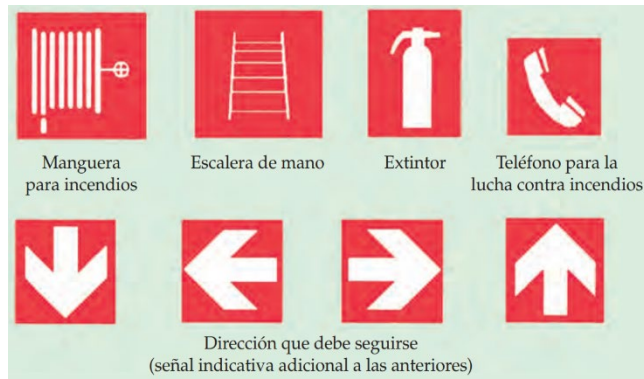 Manguera
para incendios
Escalera de mano
Extintor
Teléfono para la
lucha contra incendios
Dirección que debe seguirse
(señal indicativa adicional a las anteriores)